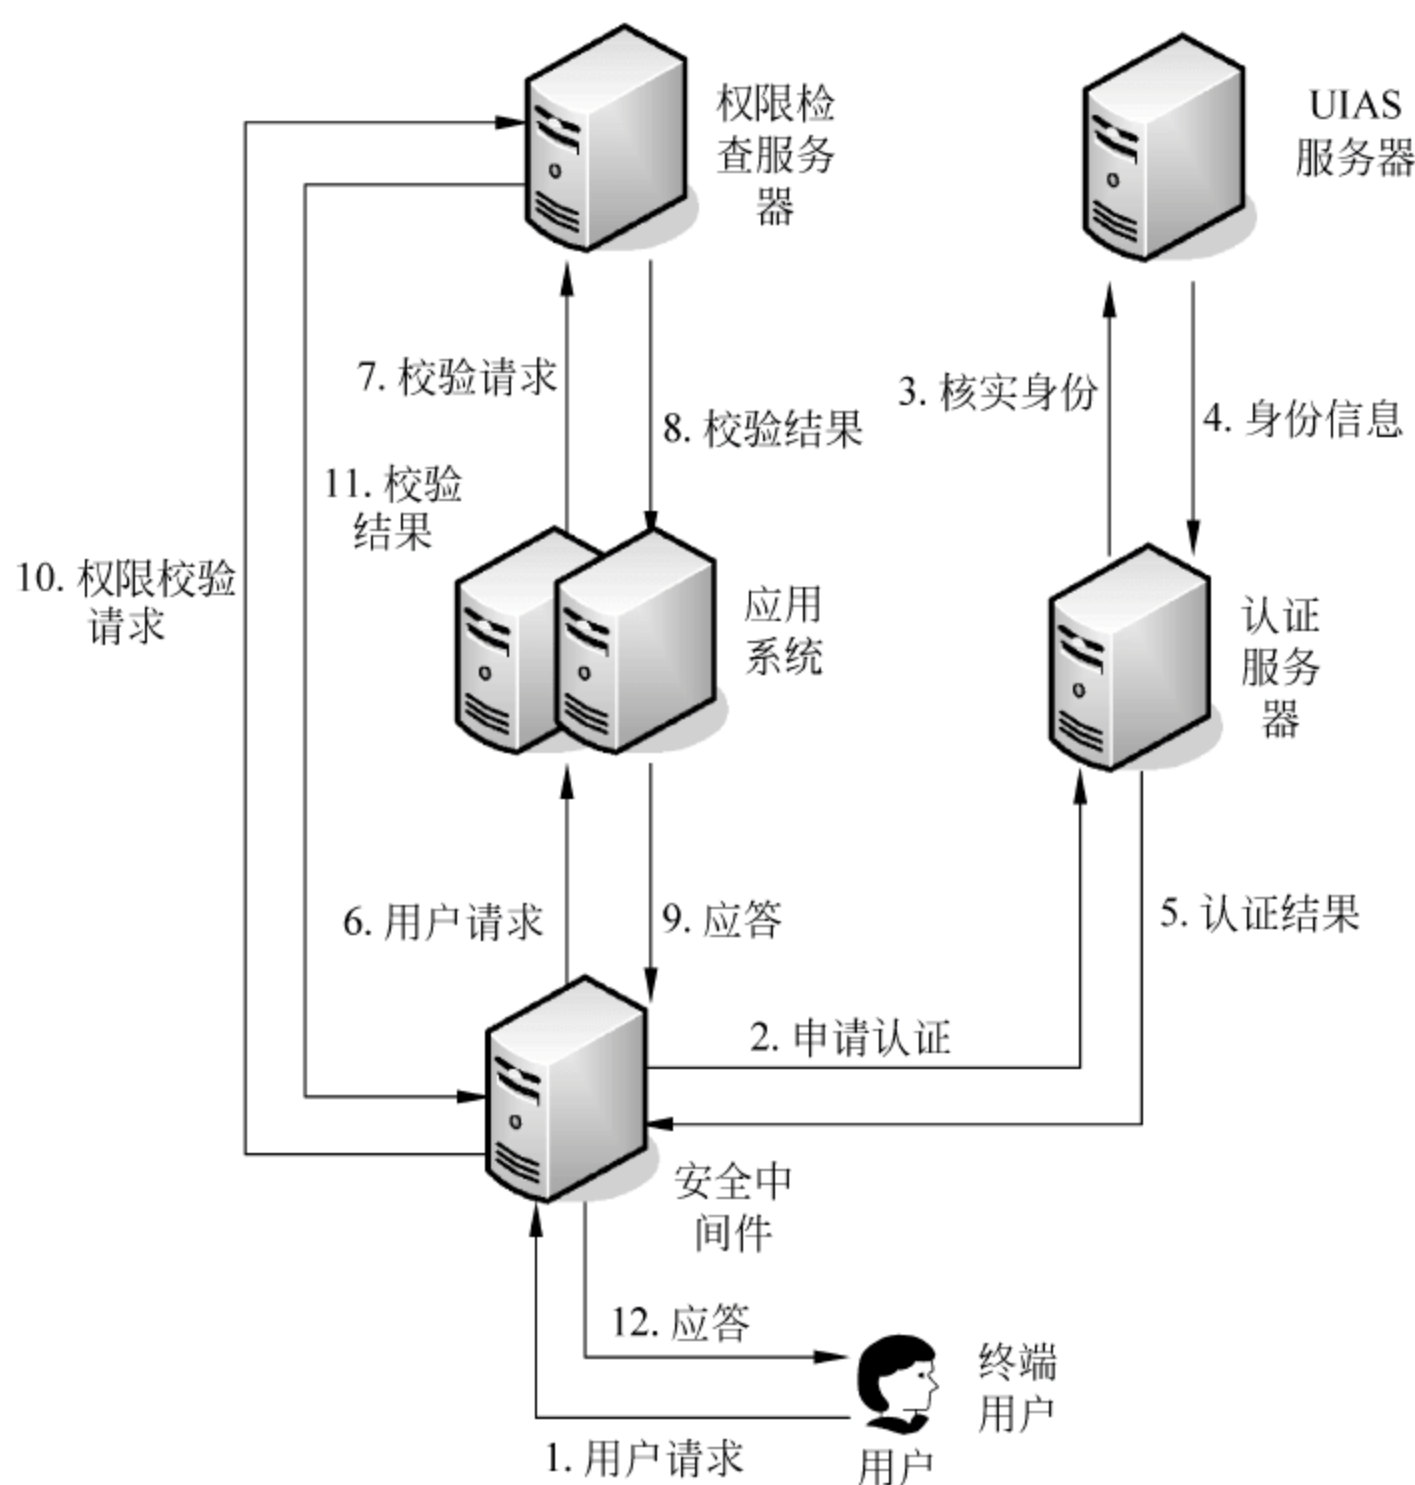 权限检
查服务
器
UIAS
服务器
7. 校验请求
8. 校验结果
3. 核实身份
4. 身份信息
11. 校验
结果
10. 权限校验
请求
应用
系统
认证
服务
器
6. 用户请求
9. 应答
5. 认证结果
2. 申请认证
安全中
间件
12. 应答
终端
用户
1. 用户请求
用户